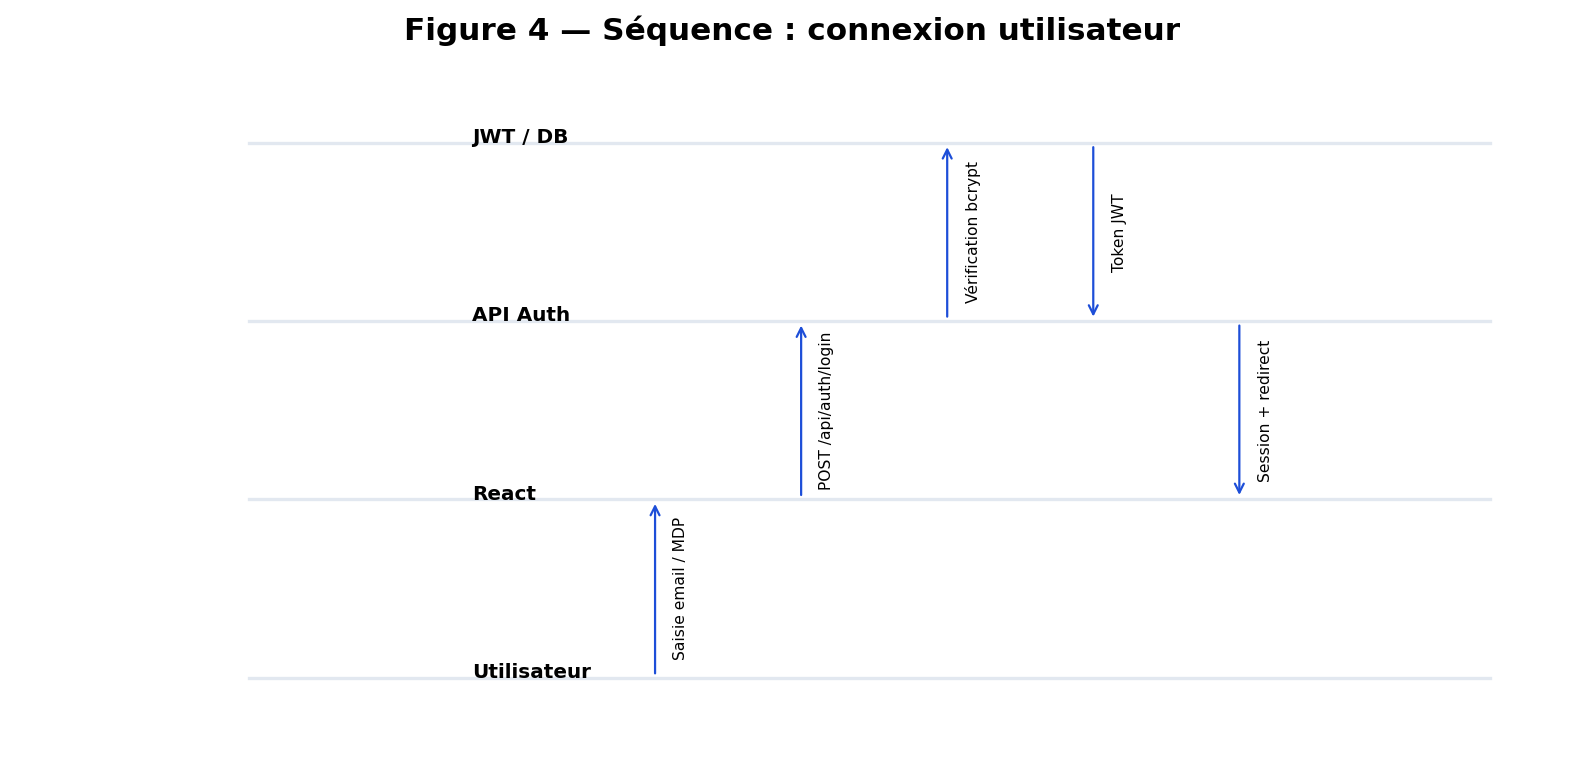 Figure 4 — Séquence : connexion utilisateur
JWT / DB
Vérification bcrypt
Token JWT
API Auth
POST /api/auth/login
Session + redirect
React
Saisie email / MDP
Utilisateur